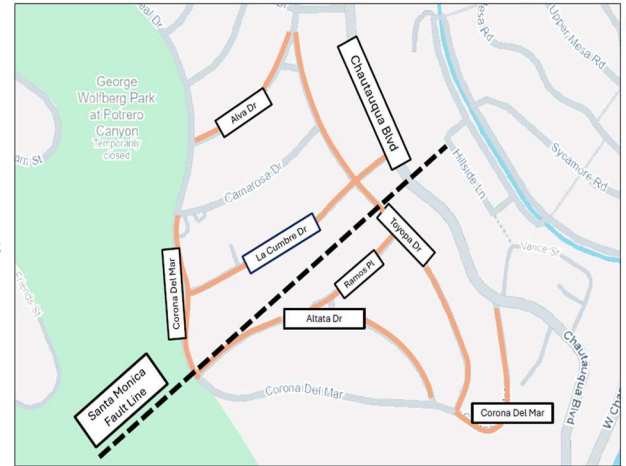 George
Wolfberg Park
at Potrero
Canyon
Temporarily
closed
Alva Dr
Chautauqua Blvd
Upper Mesa Rd
Sycamore Rd
Hillside Ln
Camarosa Dr
Vance St
La Cumbre Dr
Toyopa Dr
Ramos Pl
Corona Del Mar
Altata Dr
Friends St
Santa Monica
Fault Line
Corona Del Mar
Corona Del Mar
Chautauqua Blvd